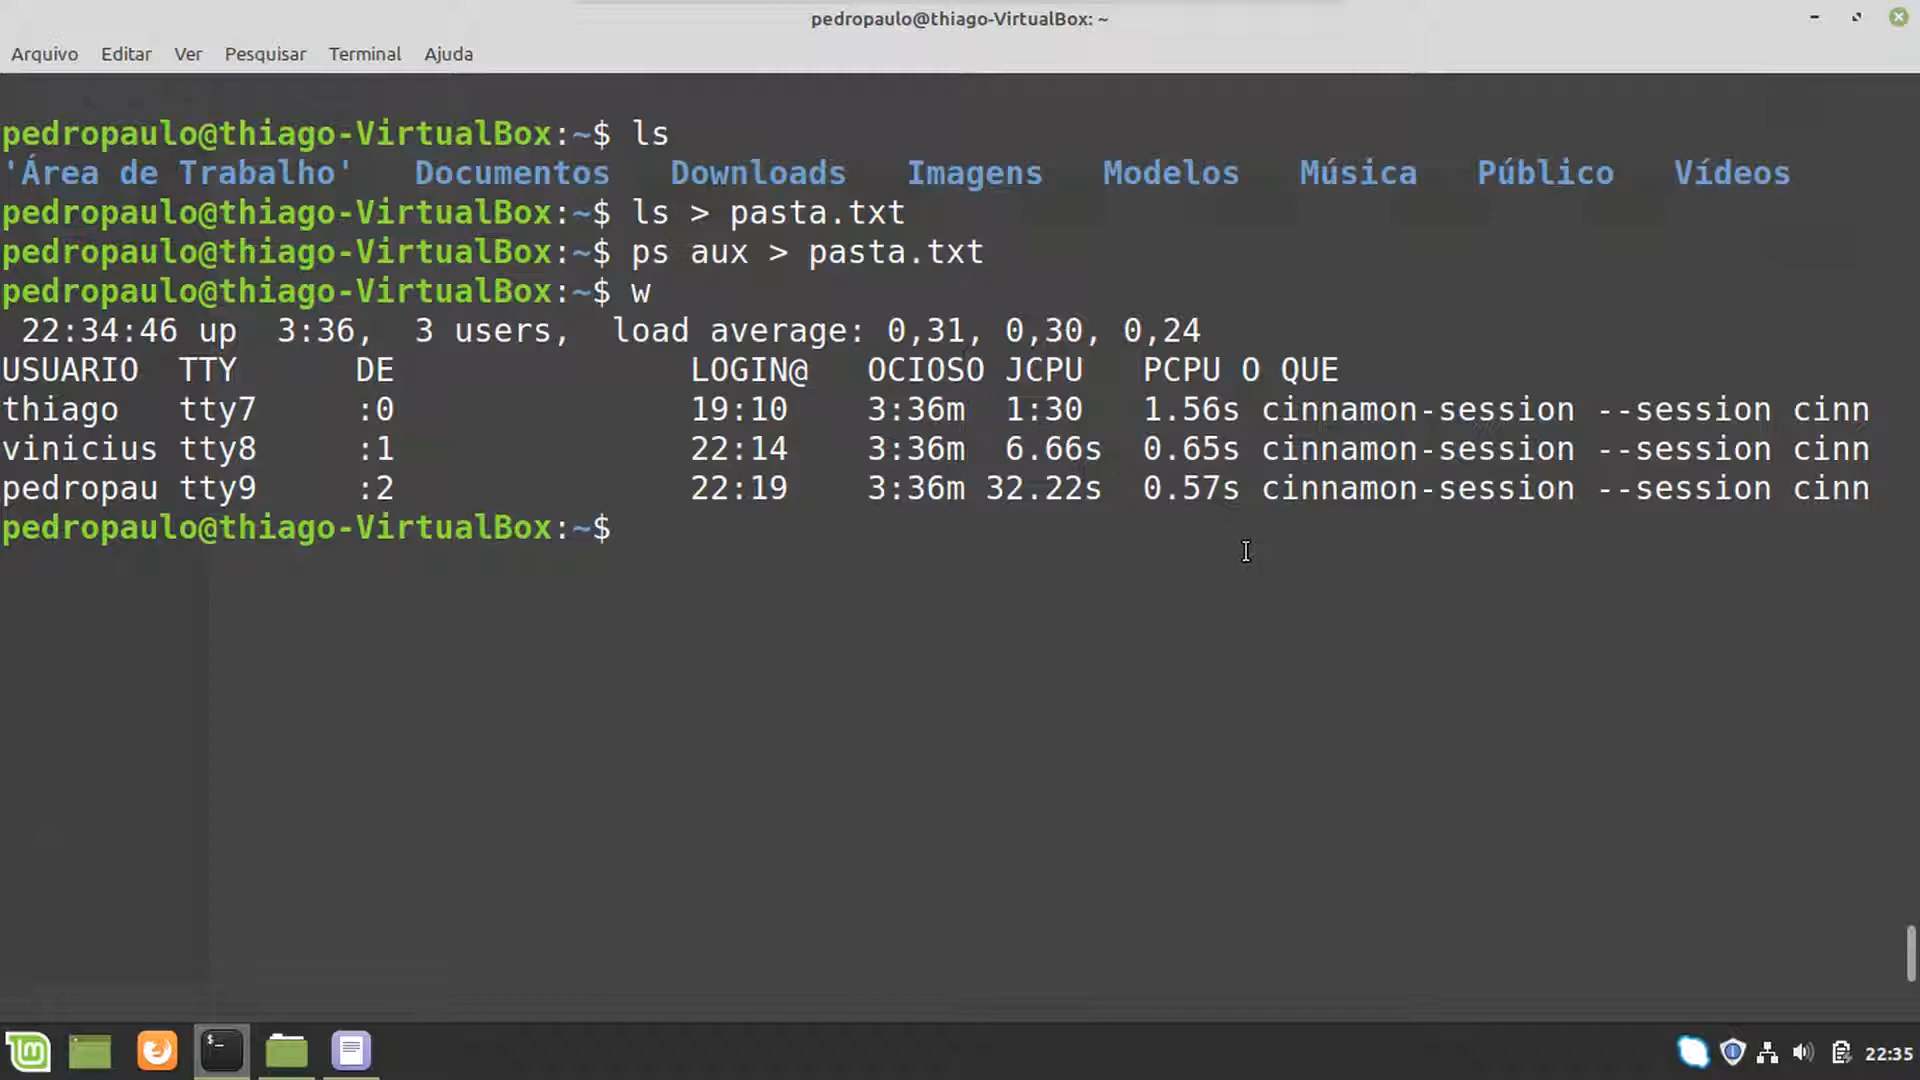 pedropaulo@thiago-VirtualBox: ~
Arquivo Editar Ver Pesquisar Terminal Ajuda
pedropaulo@thiago-VirtualBox:~$ ls
'Área de Trabalho' Documentos Downloads Imagens Modelos Música Público Vídeos
pedropaulo@thiago-VirtualBox:~$ ls > pasta.txt
pedropaulo@thiago-VirtualBox:~$ ps aux > pasta.txt
pedropaulo@thiago-VirtualBox:~$ w
22:34:46 up 3:36, 3 users, load average: 0,31, 0,30, 0,24
USUARIO TTY DE LOGIN@ OCIOSO JCPU PCPU O QUE
thiago tty7 :0 19:10 3:36m 1:30 1.56s cinnamon-session --session cinn
vinicius tty8 :1 22:14 3:36m 6.66s 0.65s cinnamon-session --session cinn
pedropau tty9 :2 22:19 3:36m 32.22s 0.57s cinnamon-session --session cinn
pedropaulo@thiago-VirtualBox:~$
$_
22:35